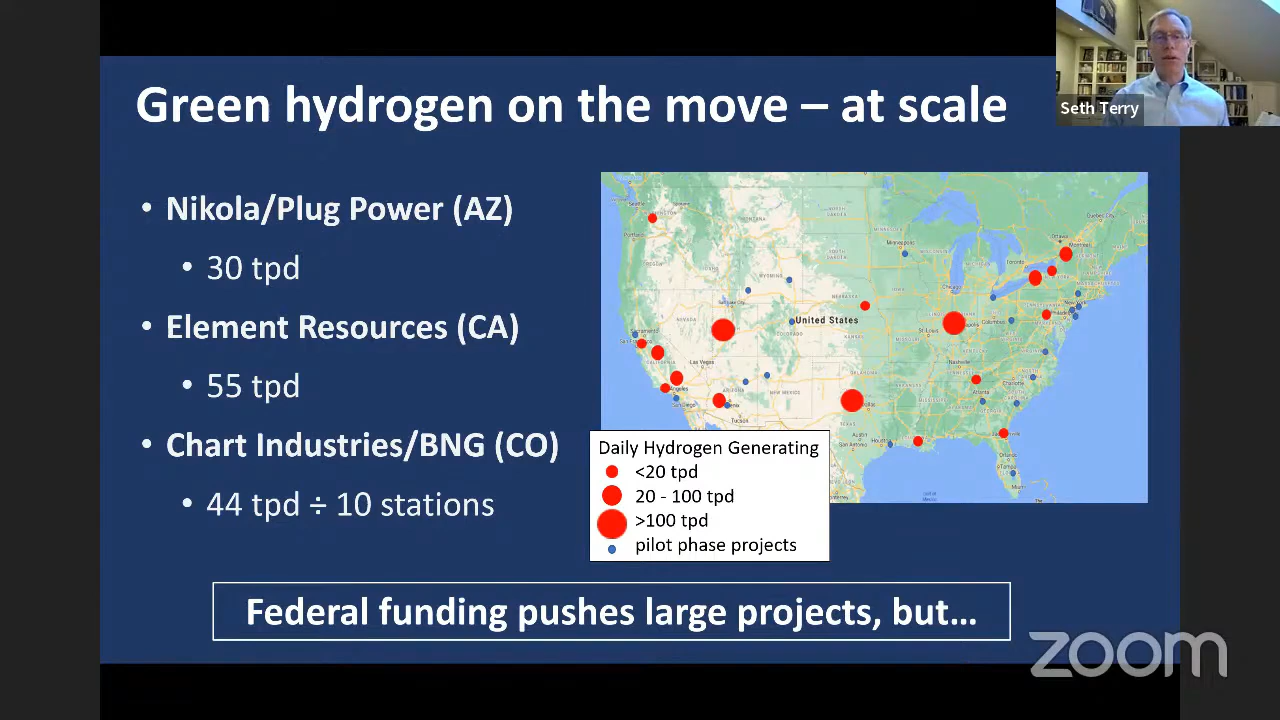 Green hydrogen on the move – at scale
Seth Terry
• Nikola/Plug Power (AZ)
• 30 tpd
• Element Resources (CA)
• 55 tpd
• Chart Industries/BNG (CO)
• 44 tpd ÷ 10 stations
United States
Daily Hydrogen Generating
<20 tpd
20 - 100 tpd
>100 tpd
pilot phase projects
Federal funding pushes large projects, but...
zoom